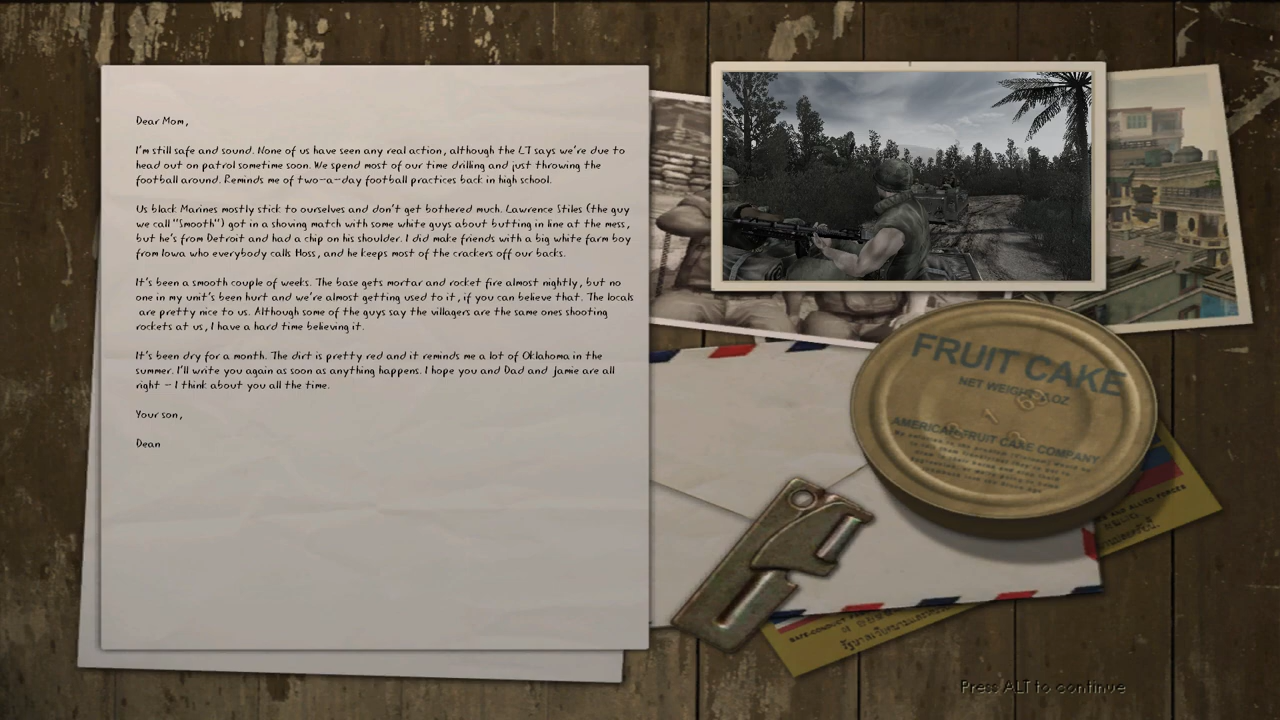 Dear Mom,
I'm still safe and sound. None of us have seen any real action, although the LT says we're due to
head out on patrol sometime soon. We spend most of our time drilling and just throwing the
football around. Reminds me of two-a-day football practices back in high school.
Us black Marines mostly stick to ourselves and don't get bothered much. Lawrence Stiles (the guy
we call "Smooth") got in a shoving match with some white guys about butting in line at the mess,
but he's from Detroit and had a chip on his shoulder. I did make friends with a big white farm boy
from Iowa who everybody calls Hoss, and he keeps most of the crackers off our backs.
It's been a smooth couple of weeks. The base gets mortar and rocket fire almost nightly, but no
one in my unit's been hurt and we're almost getting used to it, if you can believe that. The locals
are pretty nice to us. Although some of the guys say the villagers are the same ones shooting
rockets at us, I have a hard time believing it.
It's been dry for a month. The dirt is pretty red and it reminds me a lot of Oklahoma in the
summer. I'll write you again as soon as anything happens. I hope you and Dad and Jamie are all
right - I think about you all the time.
Your son,
Dean
FRUIT CAKE
NET WEIGHT OZ
AMERICAN FRUIT CAKE COMPANY
AND ALLIED FORCES
SAFE-CONDUCT
Press ALT to continue